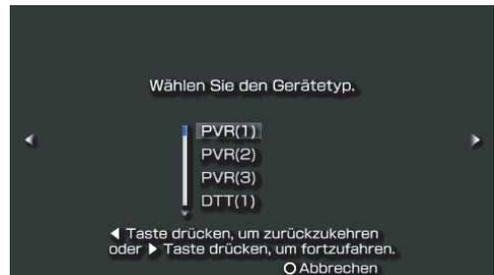 Wählen Sie den Gerätetyp.
PVR(1)
PVR(2)
PVR(3)
DTT(1)
◀ Taste drücken, um zurückzukehren
oder ▶ Taste drücken, um fortzufahren.
○Abbrechen